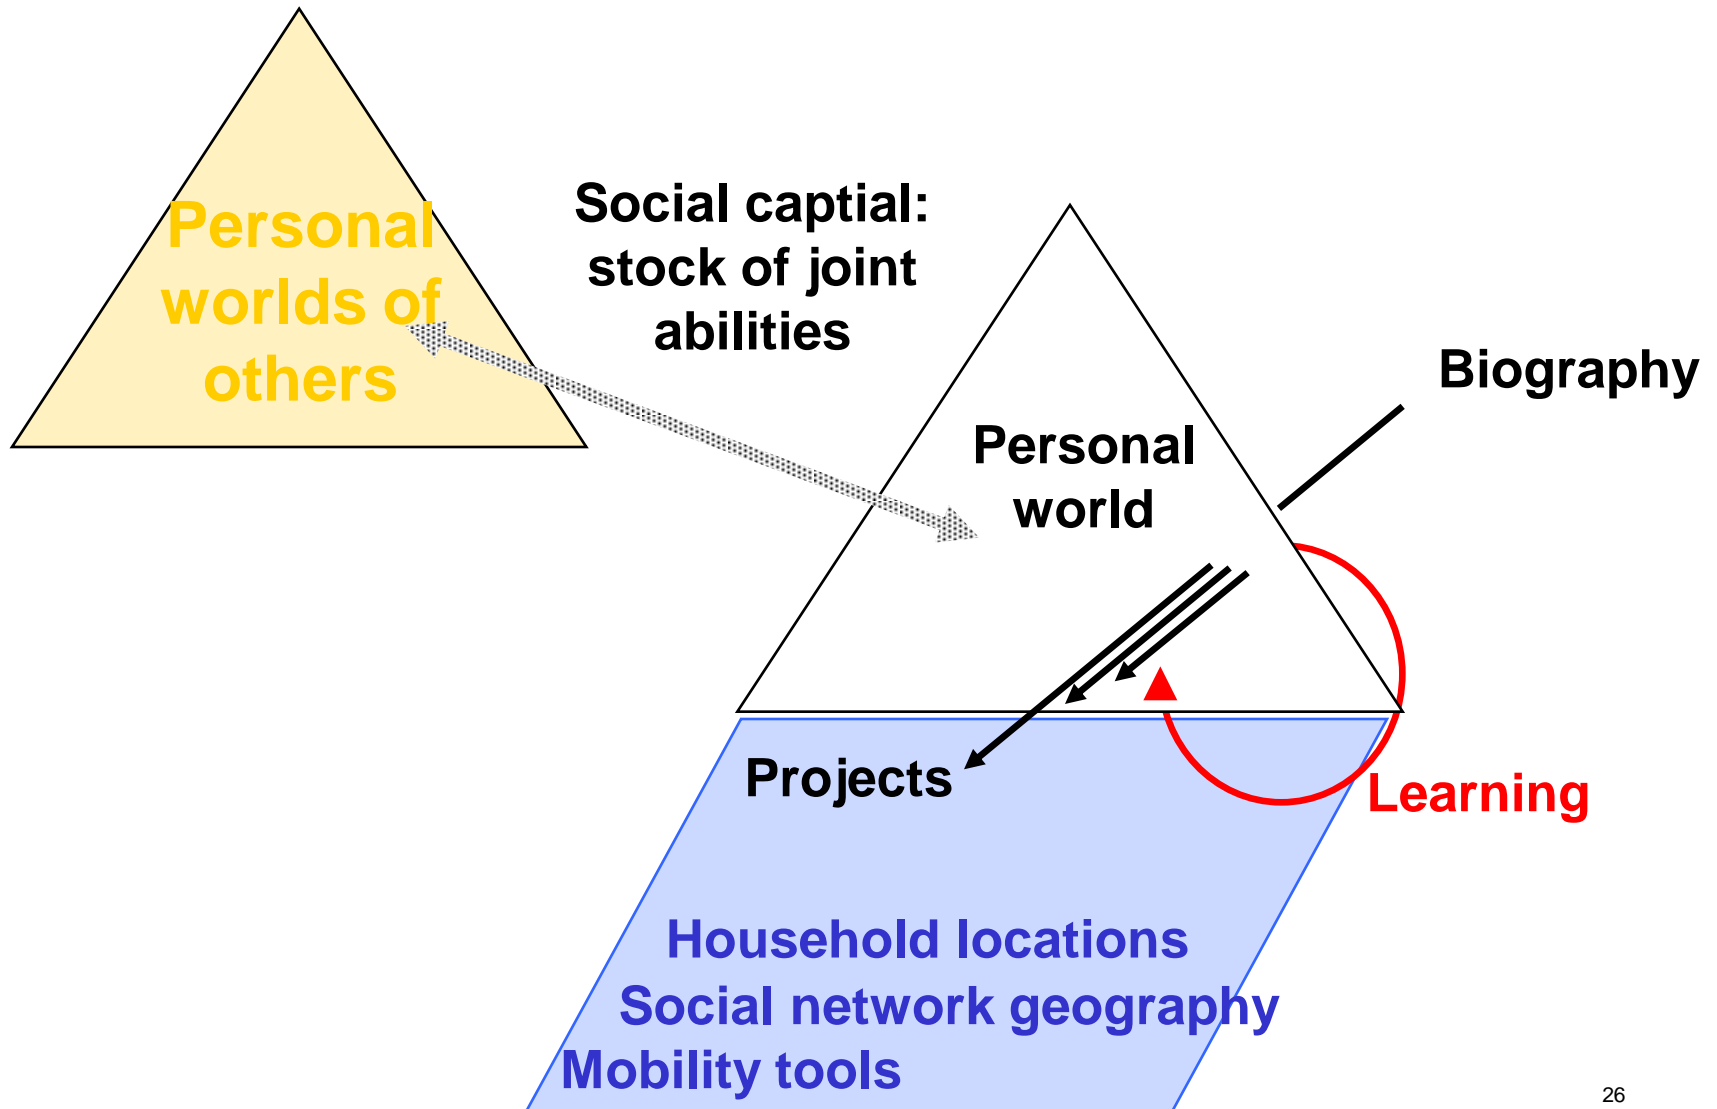 Personal
worlds of
others
Social captial:
stock of joint
abilities
Biography
Personal
world
Projects
Learning
Household locations
Social network geography
Mobility tools
26